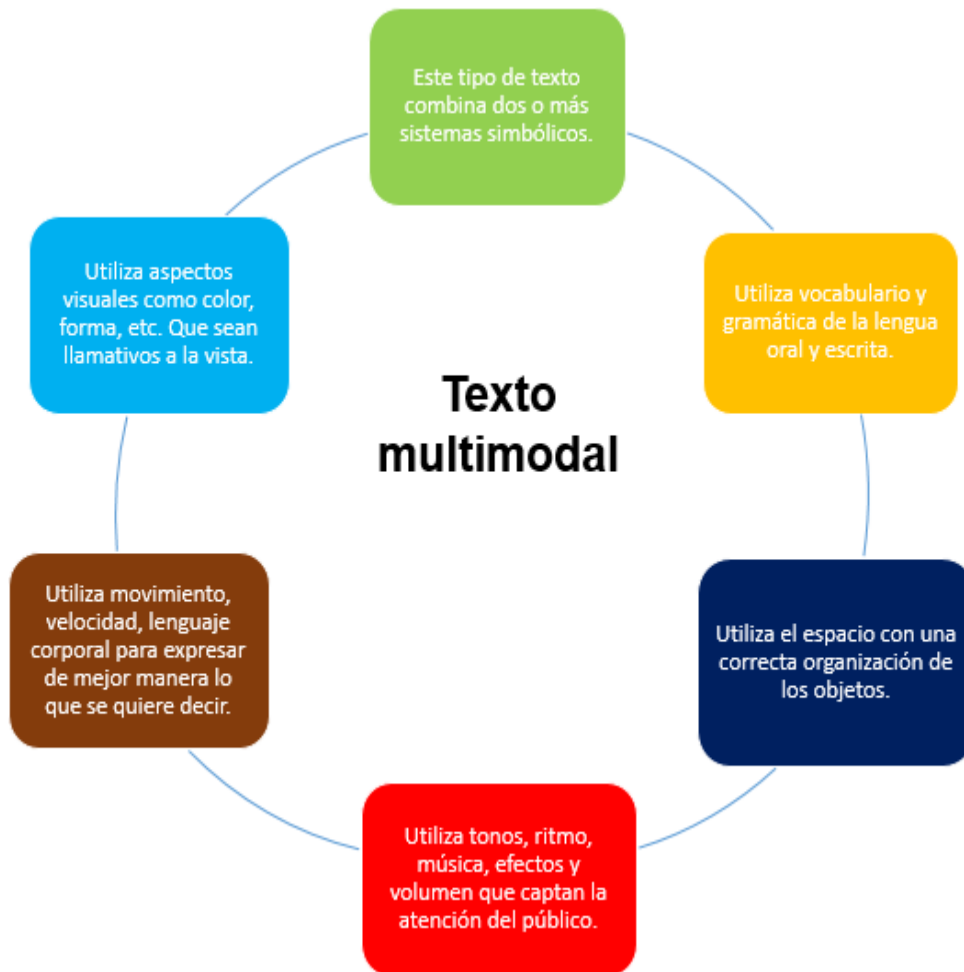 Este tipo de texto
combina dos o más
sistemas simbólicos.
Utiliza vocabulario y
gramática de la lengua
oral y escrita.
Utiliza el espacio con una
correcta organización de
los objetos.
Utiliza tonos, ritmo,
música, efectos y
volumen que captan la
atención del público.
Utiliza movimiento,
velocidad, lenguaje
corporal para expresar
de mejor manera lo
que se quiere decir.
Utiliza aspectos
visuales como color,
forma, etc. Que sean
llamativos a la vista.
Texto
multimodal